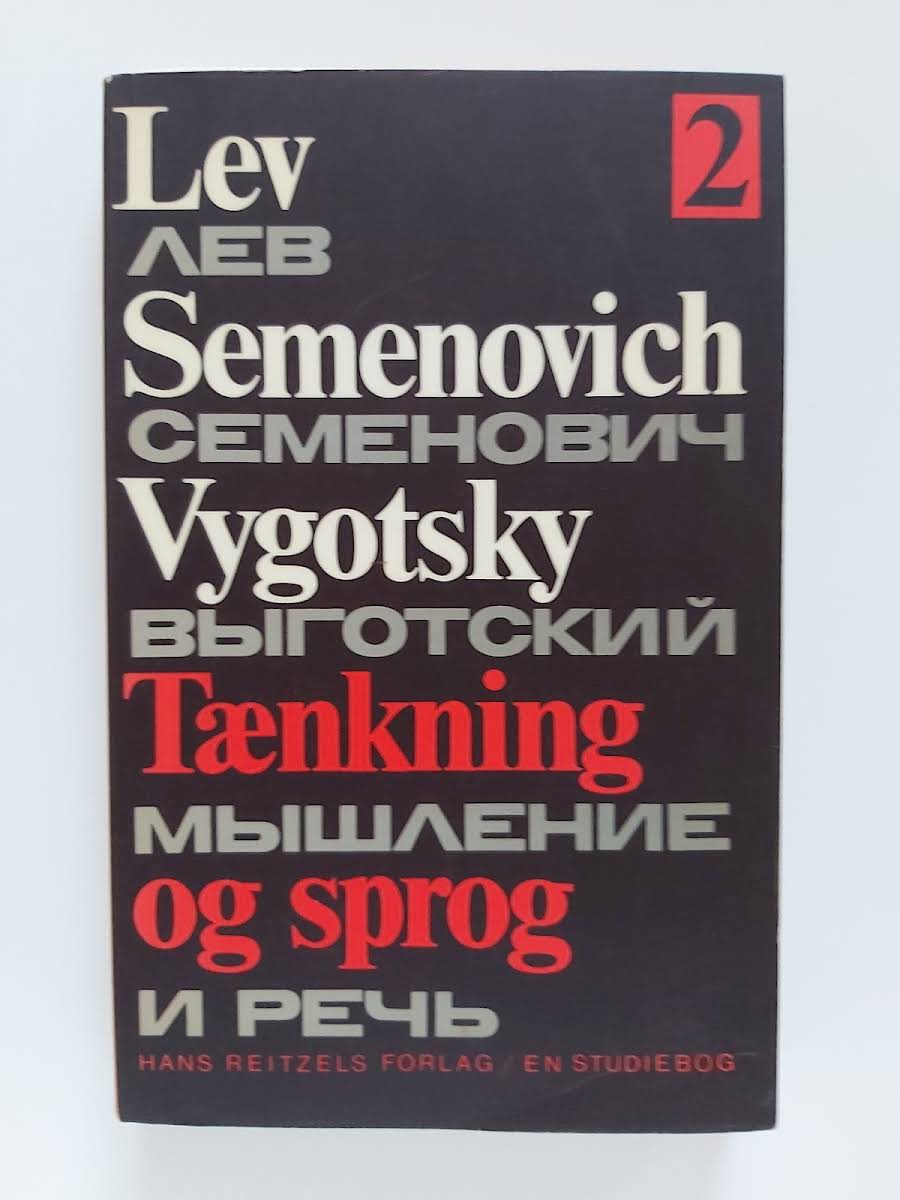 Lev
2
ЛЕВ
Semenovich
СЕМЕНОВИЧ
Vygotsky
ВЫГОТСКИЙ
Tænkning
МЫШЛЕНИЕ
og sprog
И РЕЧЬ
HANS REITZELS FORLAG / EN STUDIEBOG